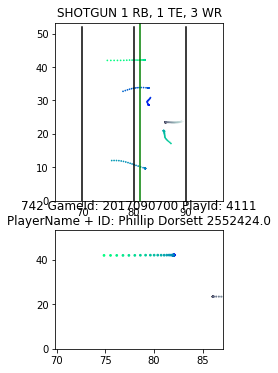 SHOTGUN 1 RB, 1 TE, 3 WR
50
40
30
20
10
0
70 80 90
742 GameId: 2017090700 PlayId: 4111
PlayerName + ID: Phillip Dorsett 2552424.0
40
20
0
70 75 80 85